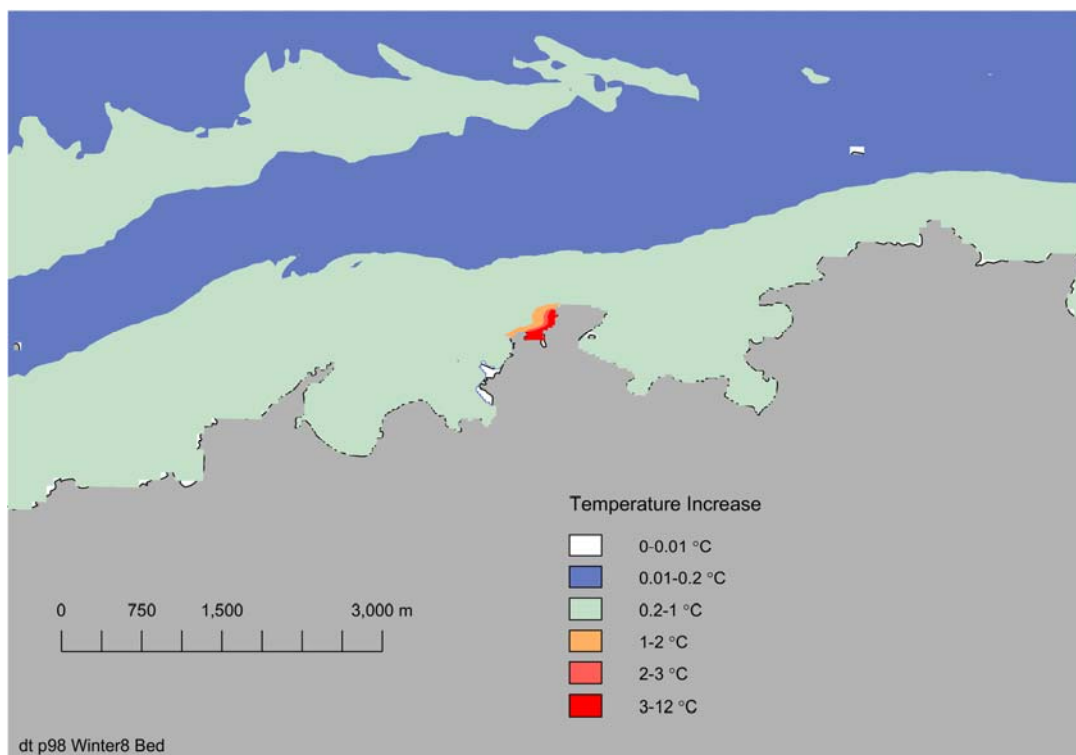 Temperature Increase
0-0.01 °C
0.01-0.2 °C
0.2-1 °C
1-2 °C
2-3 °C
3-12 °C
0 750 1,500 3,000 m
dt p98 Winter8 Bed